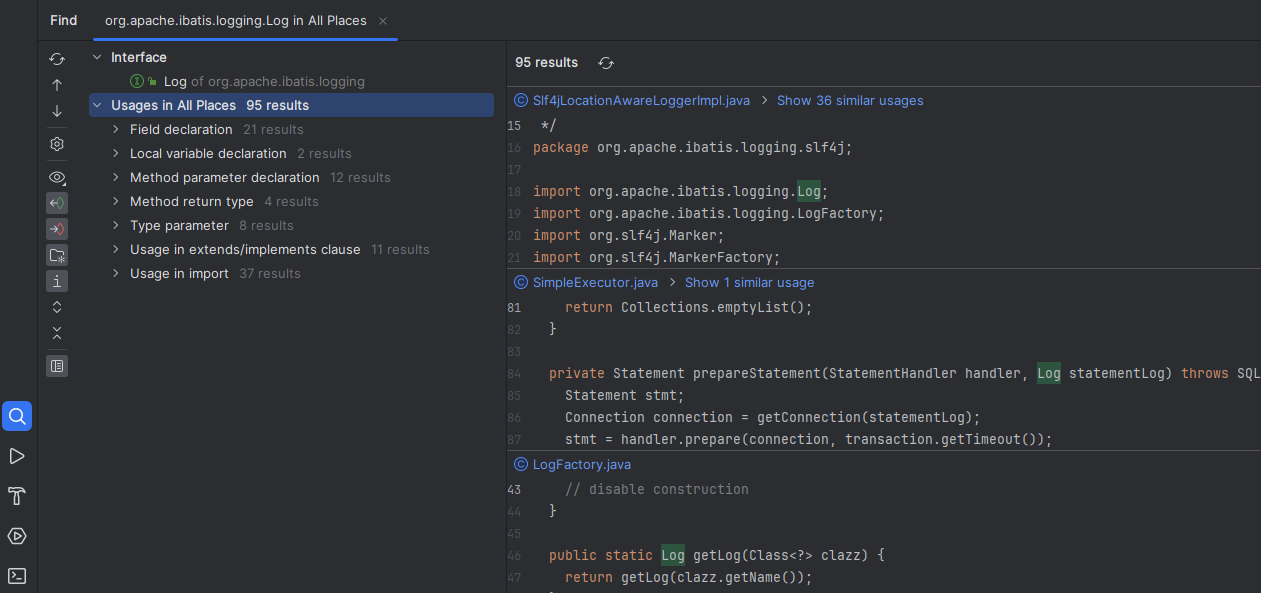 Find org.apache.ibatis.logging.Log in All Places
Interface
Log of org.apache.ibatis.logging
Usages in All Places 95 results
Field declaration 21 results
Local variable declaration 2 results
Method parameter declaration 12 results
Method return type 4 results
Type parameter 8 results
Usage in extends/implements clause 11 results
Usage in import 37 results
95 results
Slf4jLocationAwareLoggerImpl.java > Show 36 similar usages
15 */
16 package org.apache.ibatis.logging.slf4j;
17
18 import org.apache.ibatis.logging.Log;
19 import org.apache.ibatis.logging.LogFactory;
20 import org.slf4j.Marker;
21 import org.slf4j.MarkerFactory;
SimpleExecutor.java > Show 1 similar usage
81 return Collections.emptyList();
82 }
83
84 private Statement prepareStatement(StatementHandler handler, Log statementLog) throws SQL
85 Statement stmt;
86 Connection connection = getConnection(statementLog);
87 stmt = handler.prepare(connection, transaction.getTimeout());
LogFactory.java
43 // disable construction
44 }
45
46 public static Log getLog(Class<?> clazz) {
47 return getLog(clazz.getName());